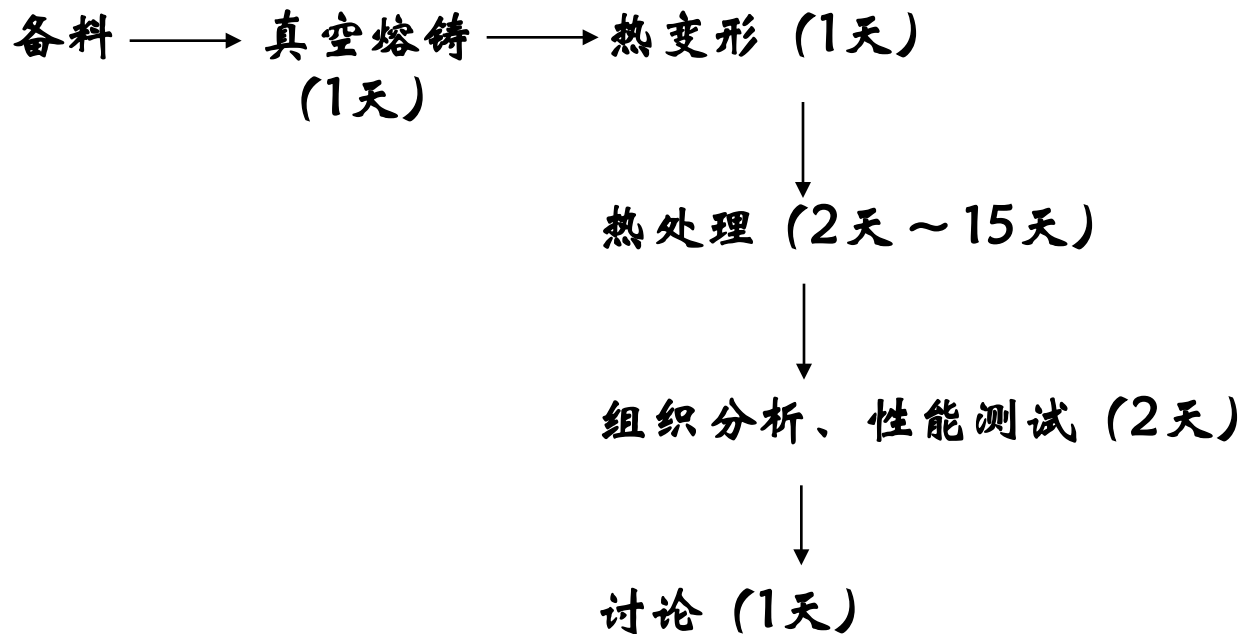 备料 真空熔铸 热变形（1天）
（1天）
热处理（2天～15天）
组织分析、性能测试（2天）
讨论（1天）